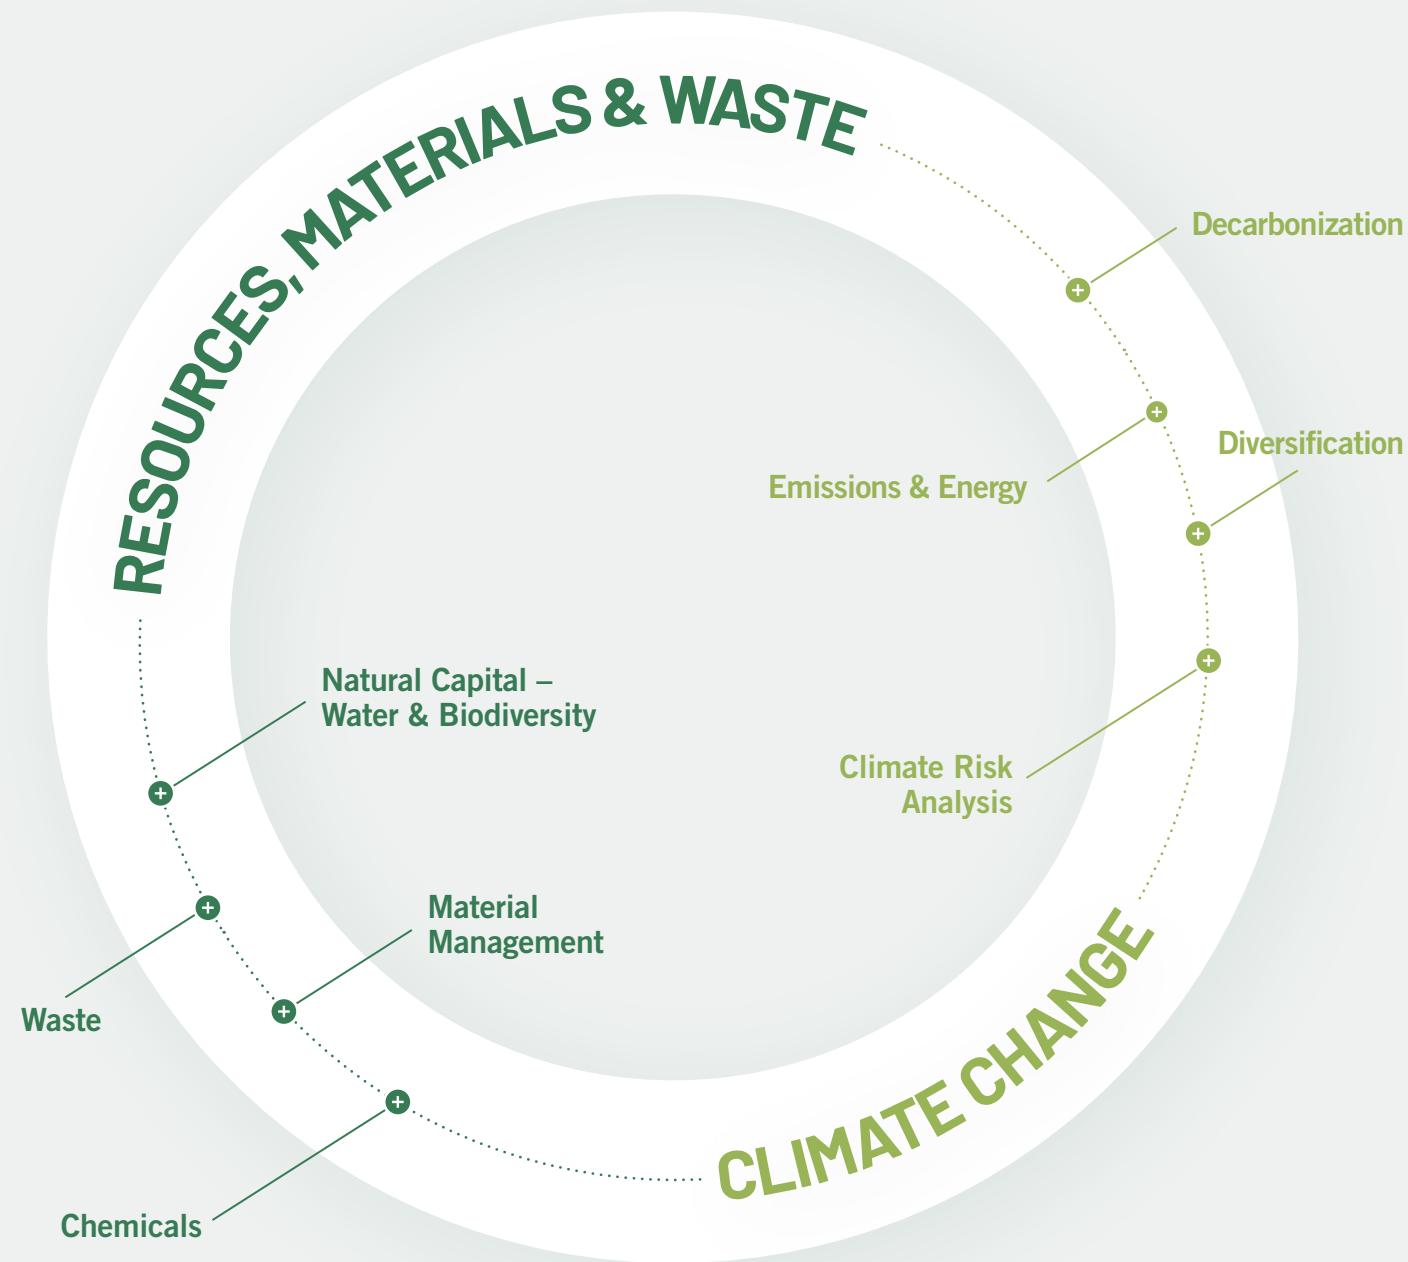 RESOURCES, MATERIALS & WASTE
Decarbonization
Emissions & Energy
Diversification
Climate Risk
Analysis
CLIMATE CHANGE
Natural Capital –
Water & Biodiversity
Waste
Material
Management
Chemicals